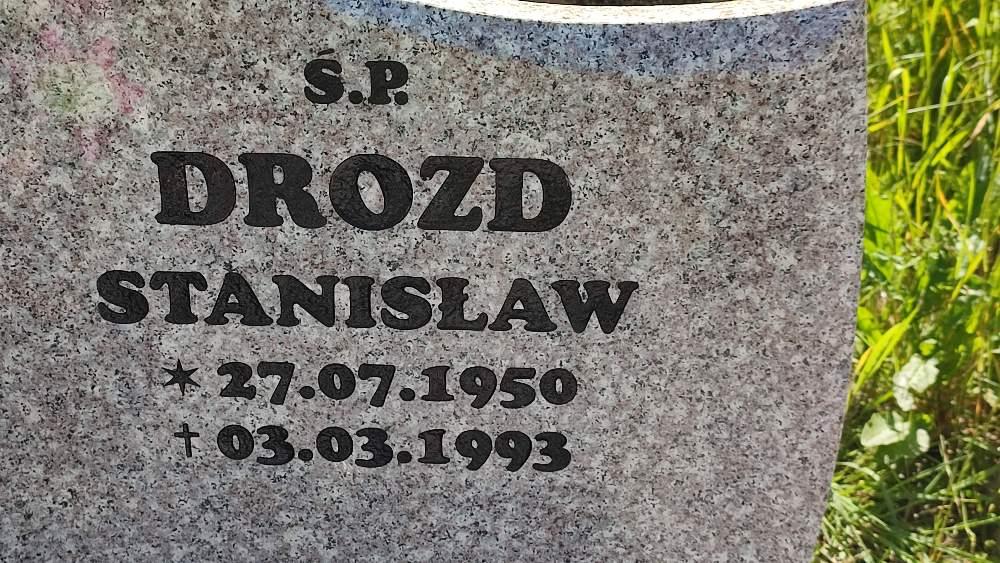 Ś.P.
DROZD
STANISŁAW
* 27.07.1950
† 03.03.1993